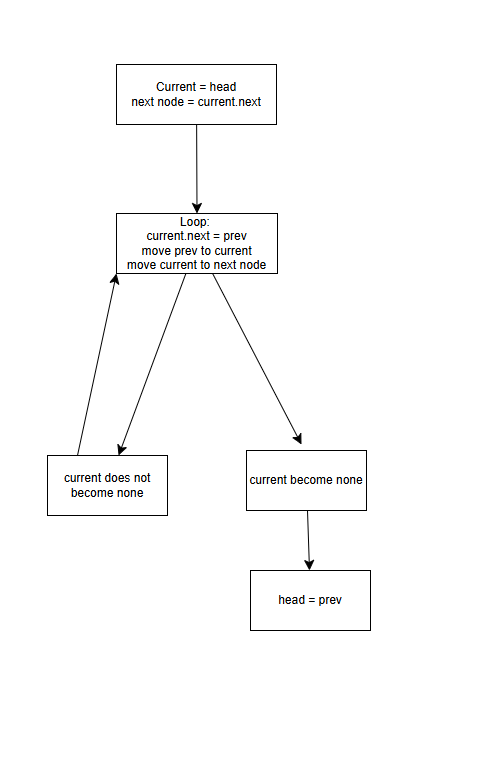 Current = head
next node = current.next
Loop:
current.next = prev
move prev to current
move current to next node
current does not
become none
current become none
head = prev